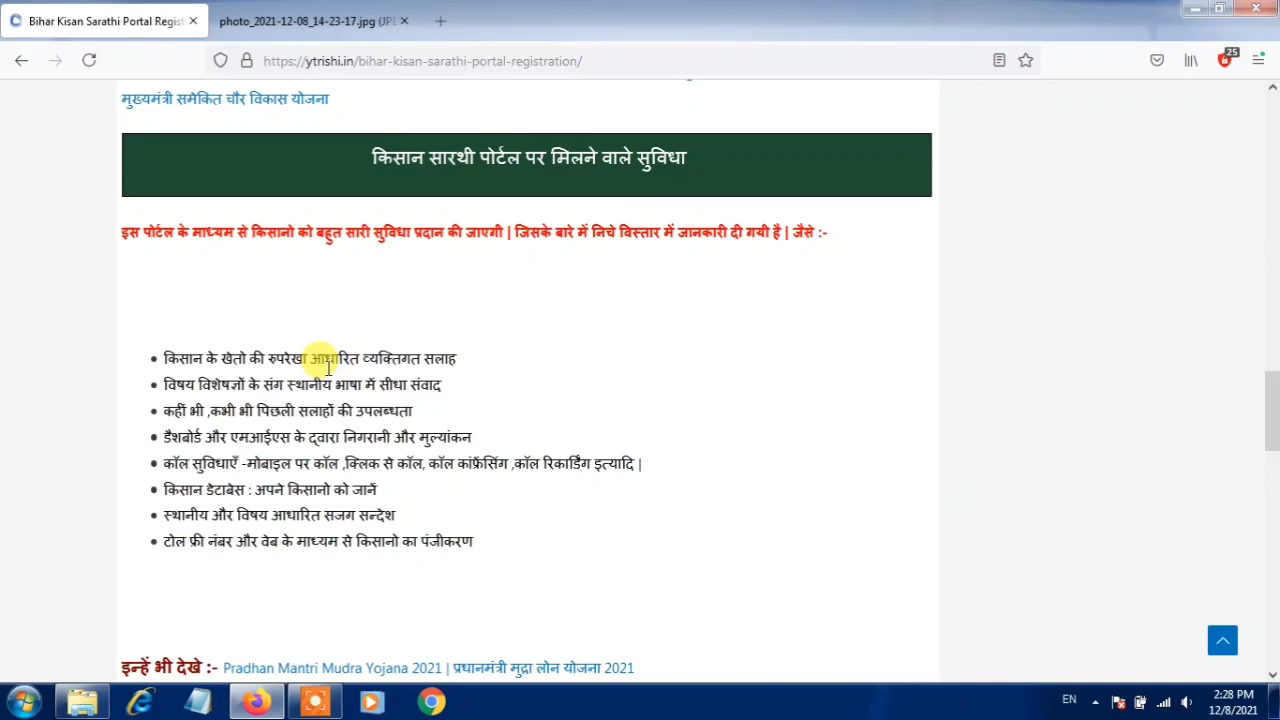 Bihar Kisan Sarathi Portal Regist
photo_2021-12-08_14-23-17.jpg (JPE
https://ytrishi.in/bihar-kisan-sarathi-portal-registration/
25
मुख्यमंत्री समेकित चौर विकास योजना
किसान सारथी पोर्टल पर मिलने वाले सुविधा
इस पोर्टल के माध्यम से किसानो को बहुत सारी सुविधा प्रदान की जाएगी | जिसके बारे में निचे विस्तार में जानकारी दी गयी है | जैसे :-
किसान के खेतो की रुपरेखा आधारित व्यक्तिगत सलाह
विषय विशेषज्ञों के संग स्थानीय भाषा में सीधा संवाद
कहीं भी ,कभी भी पिछली सलाहों की उपलब्धता
डैशबोर्ड और एमआईएस के द्वारा निगरानी और मुल्यांकन
कॉल सुविधाएँ -मोबाइल पर कॉल ,क्लिक से कॉल, कॉल कांफ्रेंसिंग ,कॉल रिकार्डिंग इत्यादि |
किसान डेटाबेस : अपने किसानो को जानें
स्थानीय और विषय आधारित सजग सन्देश
टोल फ्री नंबर और वेब के माध्यम से किसानो का पंजीकरण
इन्हें भी देखे :- Pradhan Mantri Mudra Yojana 2021 | प्रधानमंत्री मुद्रा लोन योजना 2021
EN
2:28 PM
12/8/2021